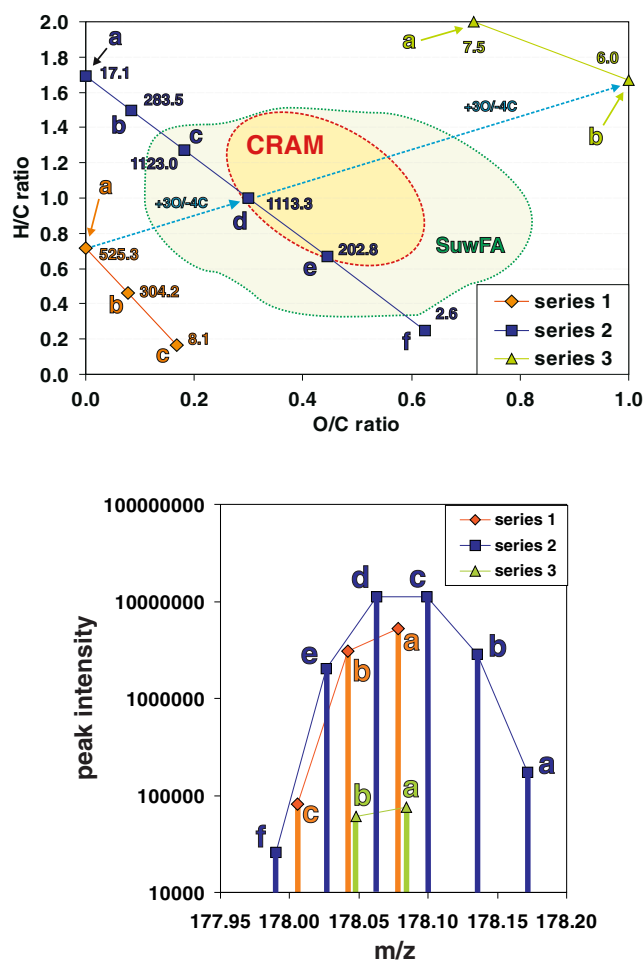 2.0
1.8
1.6
1.4
1.2
1.0
0.8
0.6
0.4
0.2
0.0
H/C ratio
a
17.1
283.5
b
c
1123.0
a
+3O/-4C
525.3
304.2
b
c
8.1
CRAM
d
1113.3
e
202.8
SuwFA
f
2.6
a
7.5
6.0
+3O/-4C
b
series 1
series 2
series 3
0.0 0.2 0.4 0.6 0.8 1.0
O/C ratio
100000000
10000000
1000000
100000
10000
peak intensity
series 1
series 2
series 3
d c
e
b a
b
a
b a
c
f
177.95 178.00 178.05 178.10 178.15 178.20
m/z